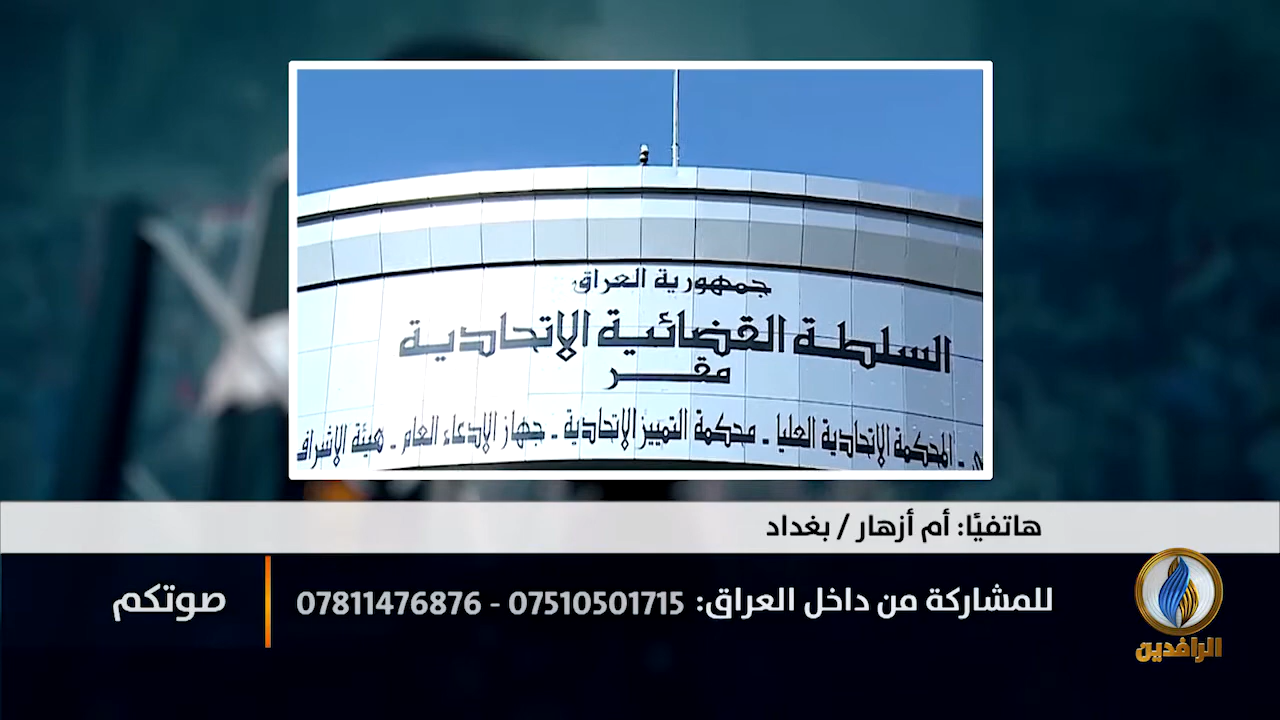 جمهورية العراق
السلطة القضائية الاتحادية
مقر
المحكمة الاتحادية العليا - محكمة التمييز الاتحادية - جهاز الادعاء العام - هيئة الاشراف
هاتفيًا: أم أزهار / بغداد
للمشاركة من داخل العراق: 07510501715 - 07811476876
صوتكم
الرافدين